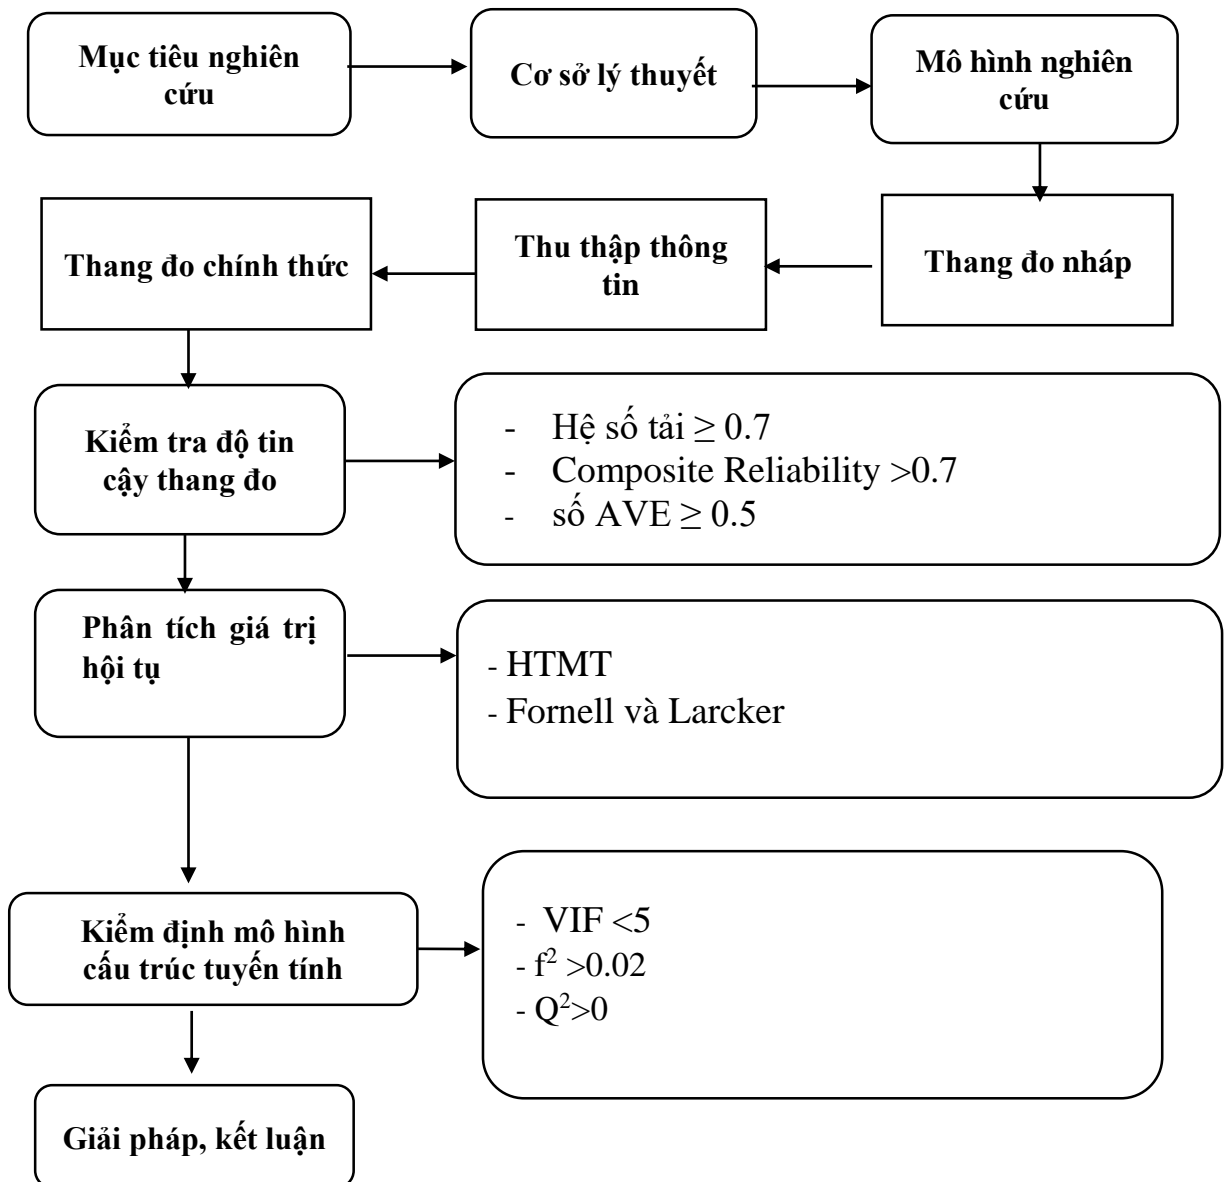 Mục tiêu nghiên
cứu
Cơ sở lý thuyết
Mô hình nghiên
cứu
Thang đo chính thức
Thu thập thông
tin
Thang đo nháp
Kiểm tra độ tin
cậy thang đo
- Hệ số tải ≥ 0.7
- Composite Reliability >0.7
- số AVE ≥ 0.5
Phân tích giá trị
hội tụ
- HTMT
- Fornell và Larcker
Kiểm định mô hình
cấu trúc tuyến tính
- VIF <5
- f² >0.02
- Q²>0
Giải pháp, kết luận